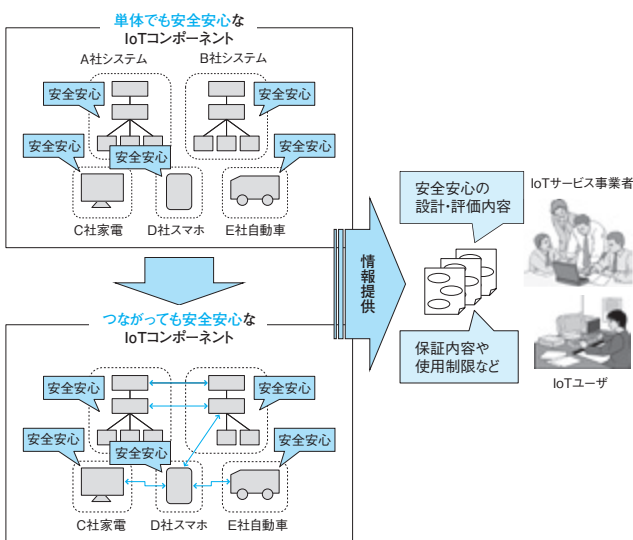 単体でも安全安心な
IoTコンポーネント
A社システム
B社システム
安全安心
安全安心
安全安心
安全安心
安全安心
C社家電
D社スマホ
E社自動車
つながっても安全安心な
IoTコンポーネント
安全安心
安全安心
安全安心
安全安心
安全安心
C社家電
D社スマホ
E社自動車
情報提供
安全安心の
設計・評価内容
保証内容や
使用制限など
IoTサービス事業者
IoTユーザ